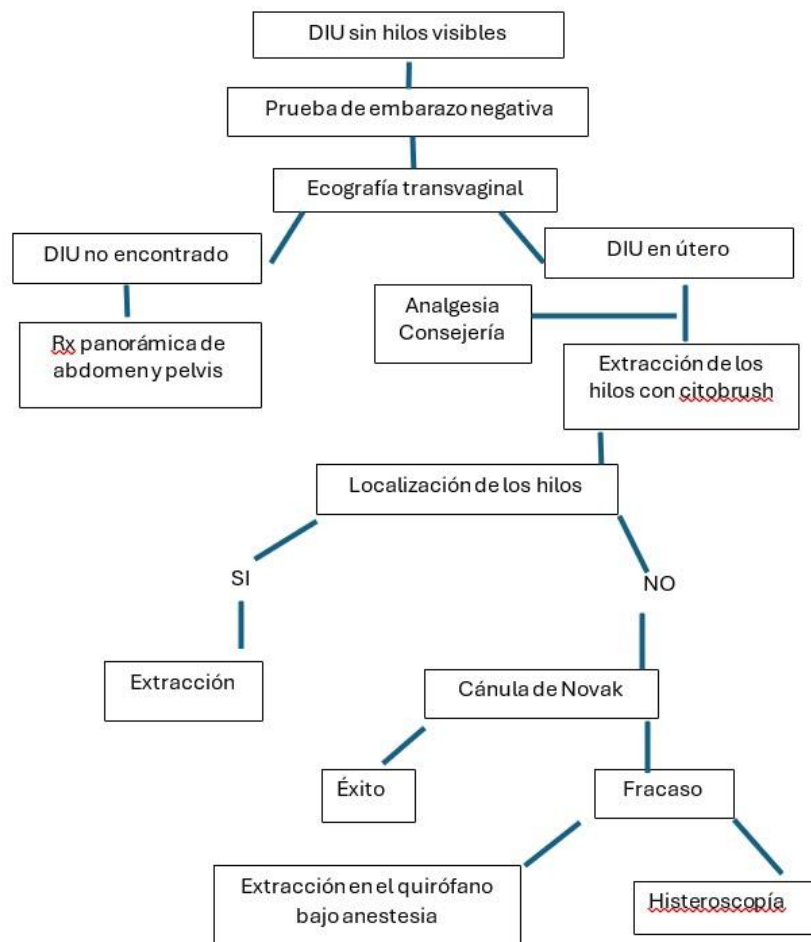 DIU sin hilos visibles
Prueba de embarazo negativa
Ecografía transvaginal
DIU no encontrado
DIU en útero
Rx panorámica de
abdomen y pelvis
Analgesia
Consejería
Extracción de los
hilos con citobrush
Localización de los hilos
SI
NO
Extracción
Cánula de Novak
Éxito
Fracaso
Extracción en el quirófano
bajo anestesia
Histeroscopía